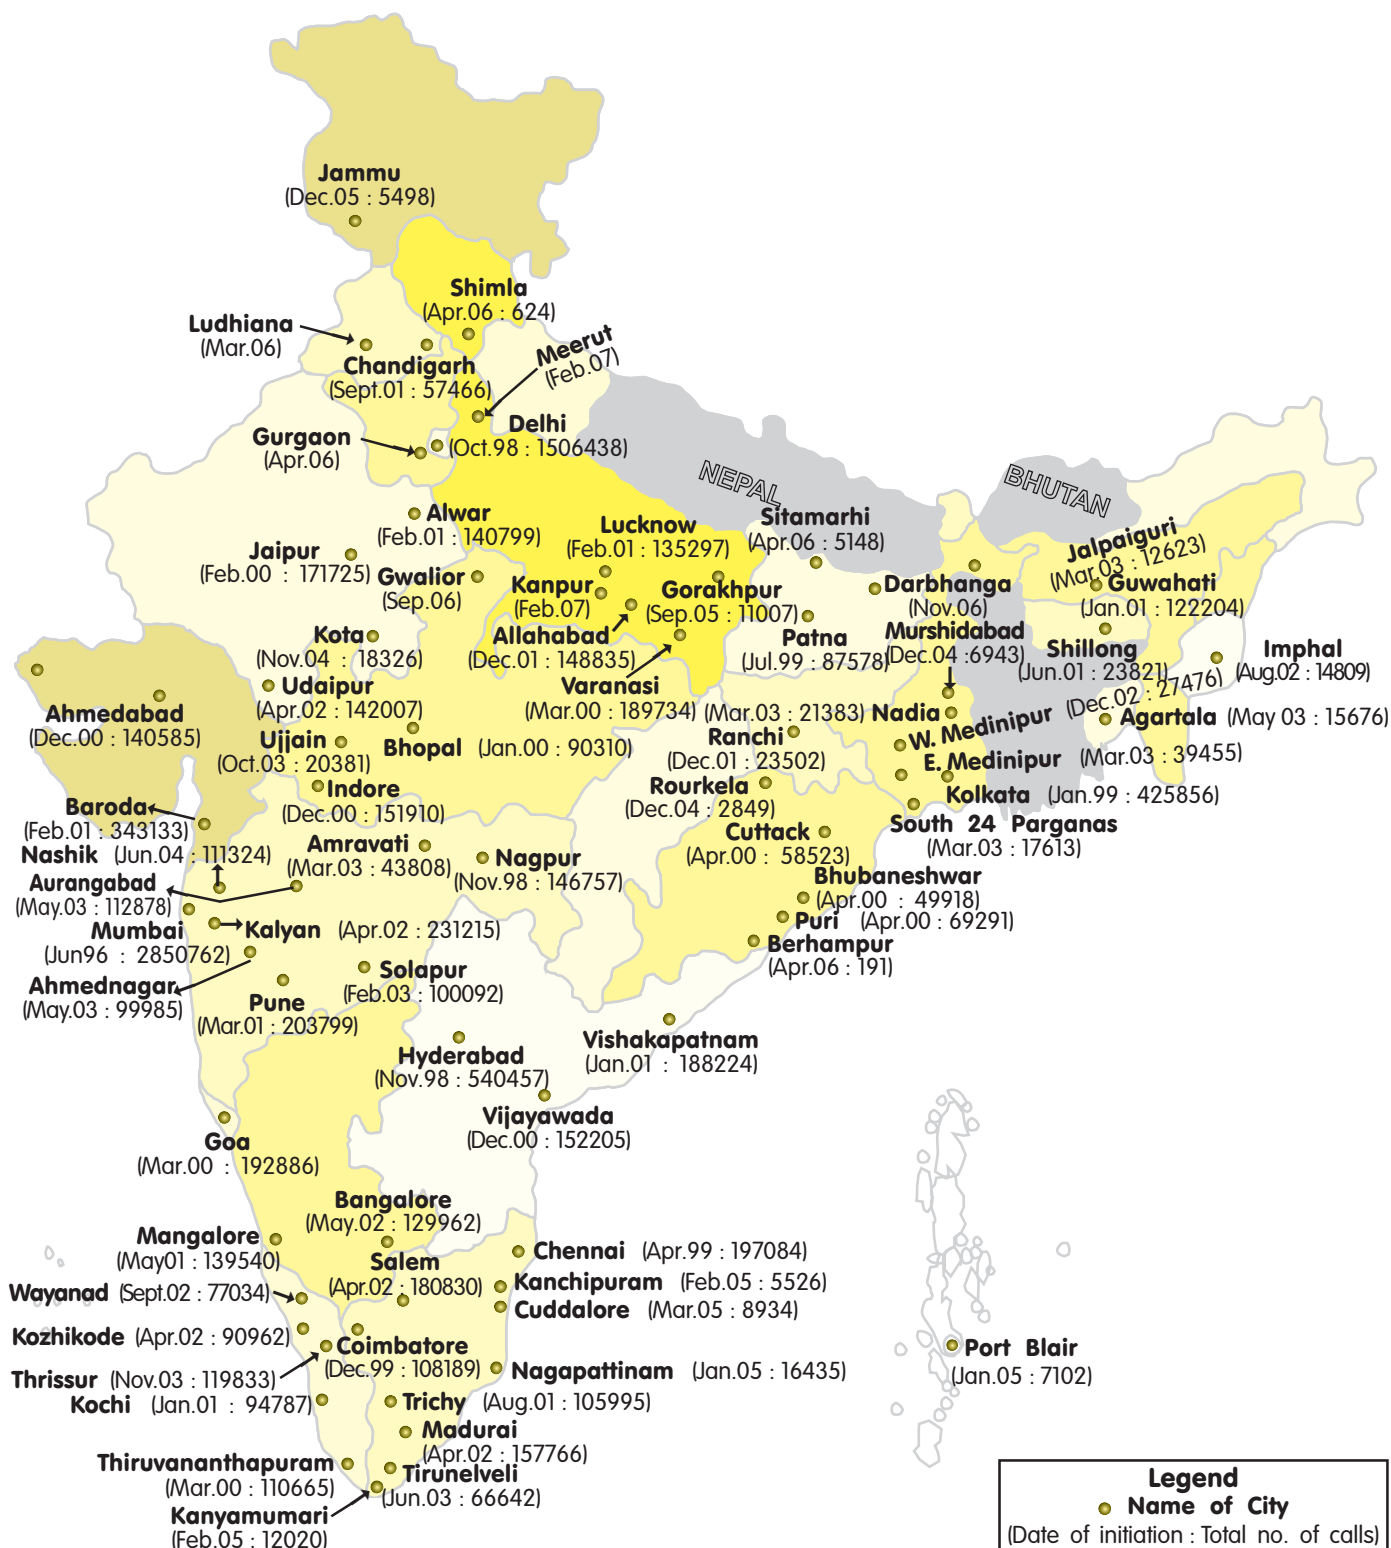 Jammu
(Dec.05 : 5498)
Shimla
(Apr.06 : 624)
Ludhiana
(Mar.06)
Chandigarh
(Sept.01 : 57466)
Meerut
(Feb.07)
Delhi
(Oct.98 : 1506438)
Gurgaon
(Apr.06)
NEPAL
BHUTAN
Alwar
(Feb.01 : 140799)
Lucknow
(Feb.01 : 135297)
Sitamarhi
(Apr.06 : 5148)
Jalpaiguri
(Mar.03 : 12623)
Jaipur
(Feb.00 : 171725)
Gwalior
(Sep.06)
Kanpur
(Feb.07)
Gorakhpur
(Sep.05 : 11007)
Darbhanga
(Nov.06)
Guwahati
(Jan.01 : 122204)
Kota
(Nov.04 : 18326)
Allahabad
(Dec.01 : 148835)
Patna
(Jul.99 : 87578)
Murshidabad
(Dec.04 :6943)
Shillong
(Jun.01 : 23821)
Imphal
(Aug.02 : 14809)
Udaipur
(Apr.02 : 142007)
Varanasi
(Mar.00 : 189734)
(Mar.03 : 21383) Nadia
W. Medinipur (Dec.02 : 27476)
Agartala (May 03 : 15676)
Ahmedabad
(Dec.00 : 140585)
Ujjain
(Oct.03 : 20381)
Bhopal (Jan.00 : 90310)
Ranchi
(Dec.01 : 23502)
E. Medinipur (Mar.03 : 39455)
Indore
(Dec.00 : 151910)
Rourkela
(Dec.04 : 2849)
Kolkata (Jan.99 : 425856)
Baroda
(Feb.01 : 343133)
South 24 Parganas
(Mar.03 : 17613)
Nashik (Jun.04 : 111324)
Amravati
(Mar.03 : 43808)
Nagpur
(Nov.98 : 146757)
Cuttack
(Apr.00 : 58523)
Aurangabad
(May.03 : 112878)
Bhubaneshwar
(Apr.00 : 49918)
Mumbai
(Jun96 : 2850762)
Kalyan (Apr.02 : 231215)
Puri (Apr.00 : 69291)
Berhampur
(Apr.06 : 191)
Ahmednagar
(May.03 : 99985)
Solapur
(Feb.03 : 100092)
Pune
(Mar.01 : 203799)
Vishakapatnam
(Jan.01 : 188224)
Hyderabad
(Nov.98 : 540457)
Vijayawada
(Dec.00 : 152205)
Goa
(Mar.00 : 192886)
Bangalore
(May.02 : 129962)
Mangalore
(May01 : 139540)
Salem
(Apr.02 : 180830)
Chennai (Apr.99 : 197084)
Kanchipuram (Feb.05 : 5526)
Wayanad (Sept.02 : 77034)
Cuddalore (Mar.05 : 8934)
Kozhikode (Apr.02 : 90962)
Coimbatore
(Dec.99 : 108189)
Port Blair
(Jan.05 : 7102)
Thrissur (Nov.03 : 119833)
Nagapattinam (Jan.05 : 16435)
Kochi (Jan.01 : 94787)
Trichy (Aug.01 : 105995)
Madurai
(Apr.02 : 157766)
Thiruvananthapuram
(Mar.00 : 110665)
Tirunelveli
(Jun.03 : 66642)
Kanyamumari
(Feb.05 : 12020)
Legend
Name of City
(Date of initiation : Total no. of calls)